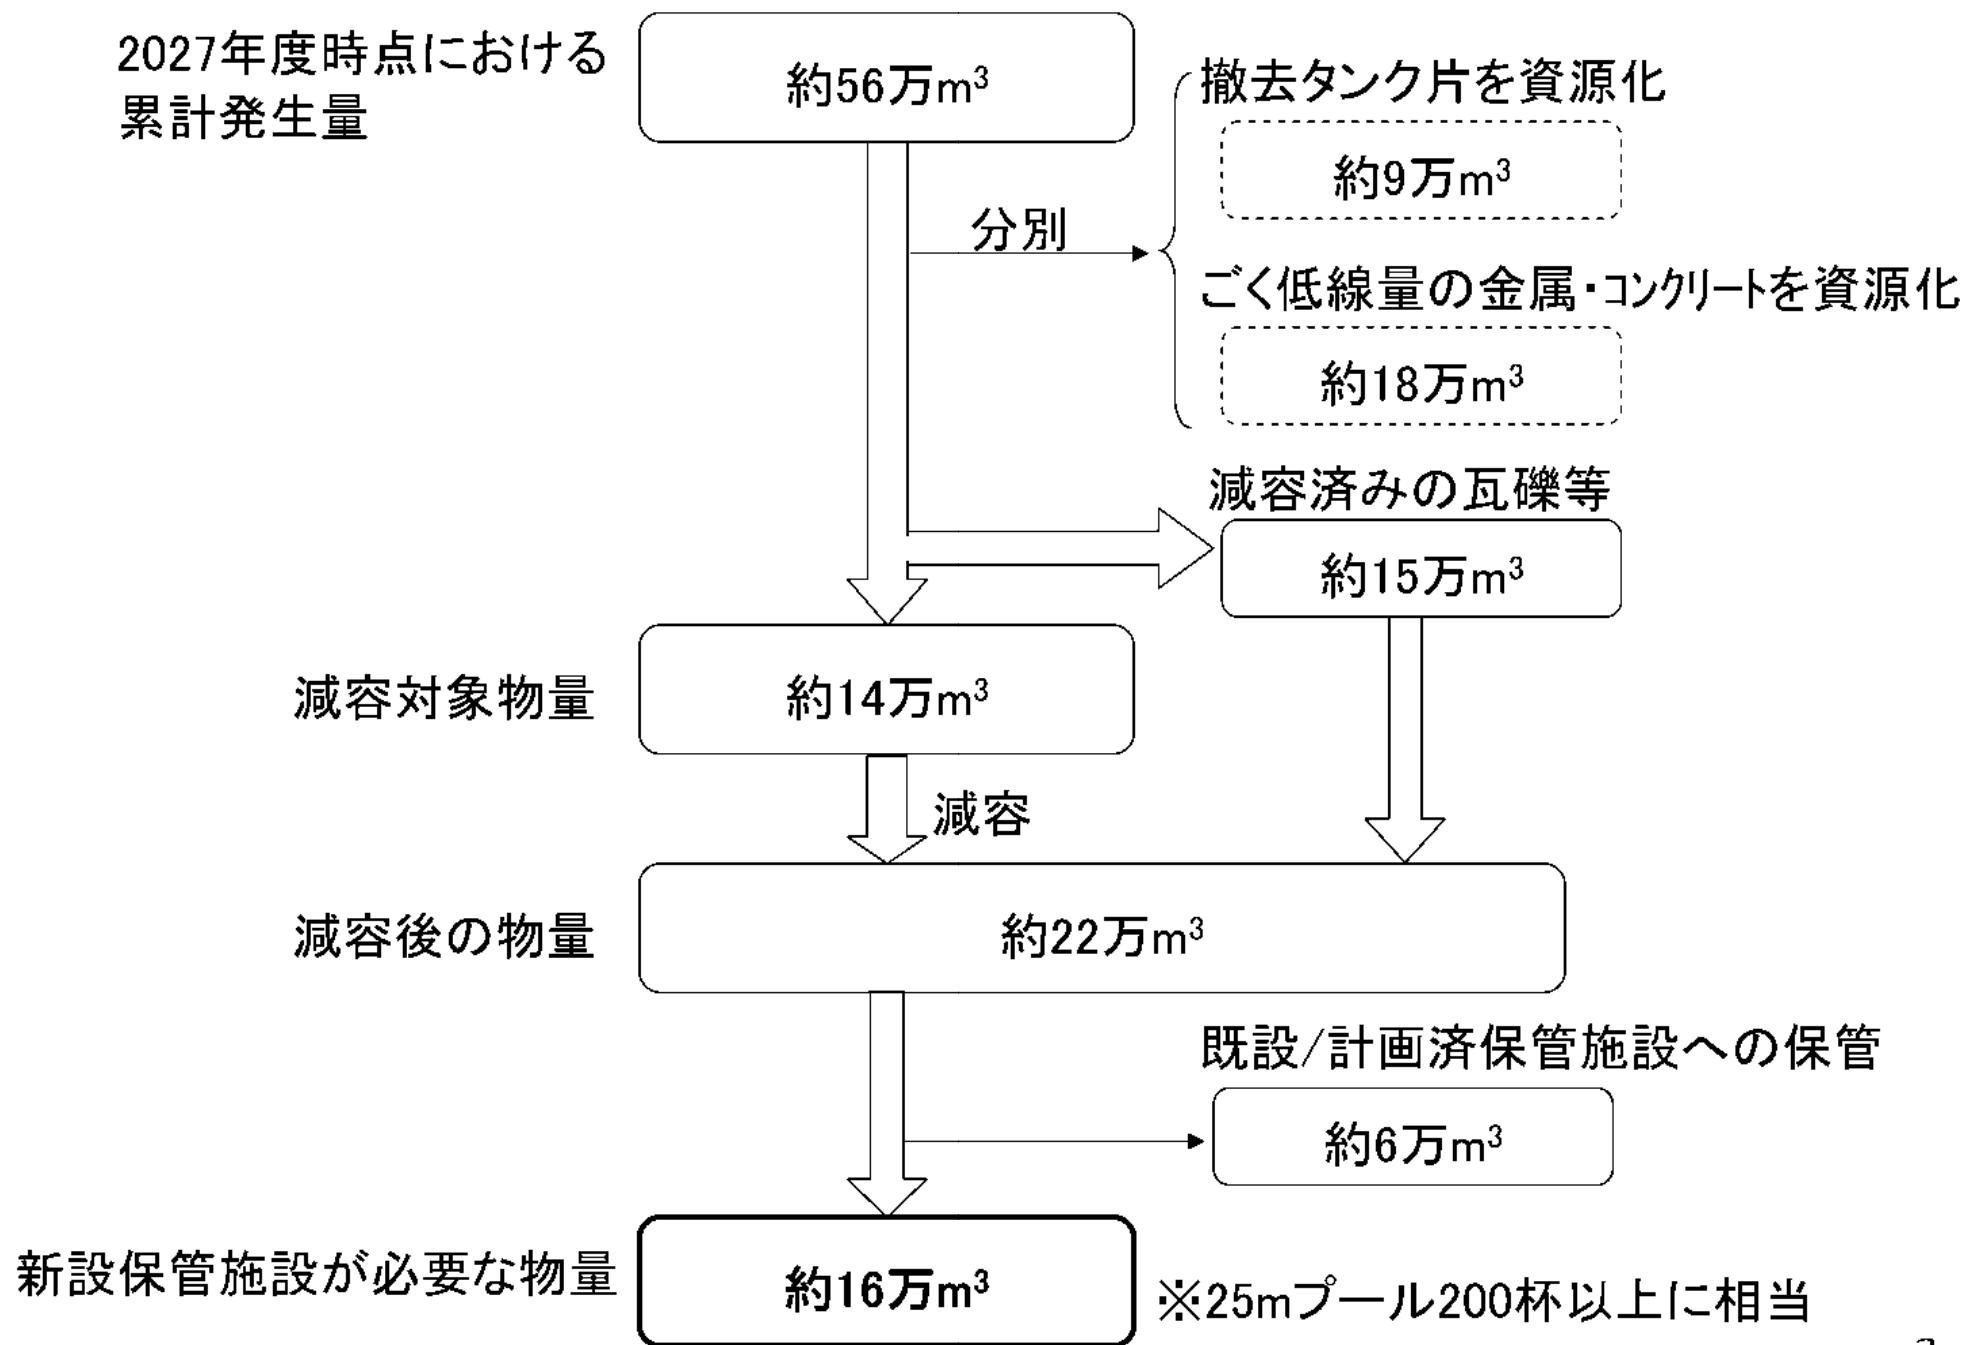 2027年度時点における
累計発生量
約56万m³
撤去タンク片を資源化
約9万m³
分別
ごく低線量の金属・コンクリートを資源化
約18万m³
減容済みの瓦礫等
約15万m³
減容対象物量
約14万m³
減容
減容後の物量
約22万m³
既設/計画済保管施設への保管
約6万m³
新設保管施設が必要な物量
約16万m³
※25mプール200杯以上に相当